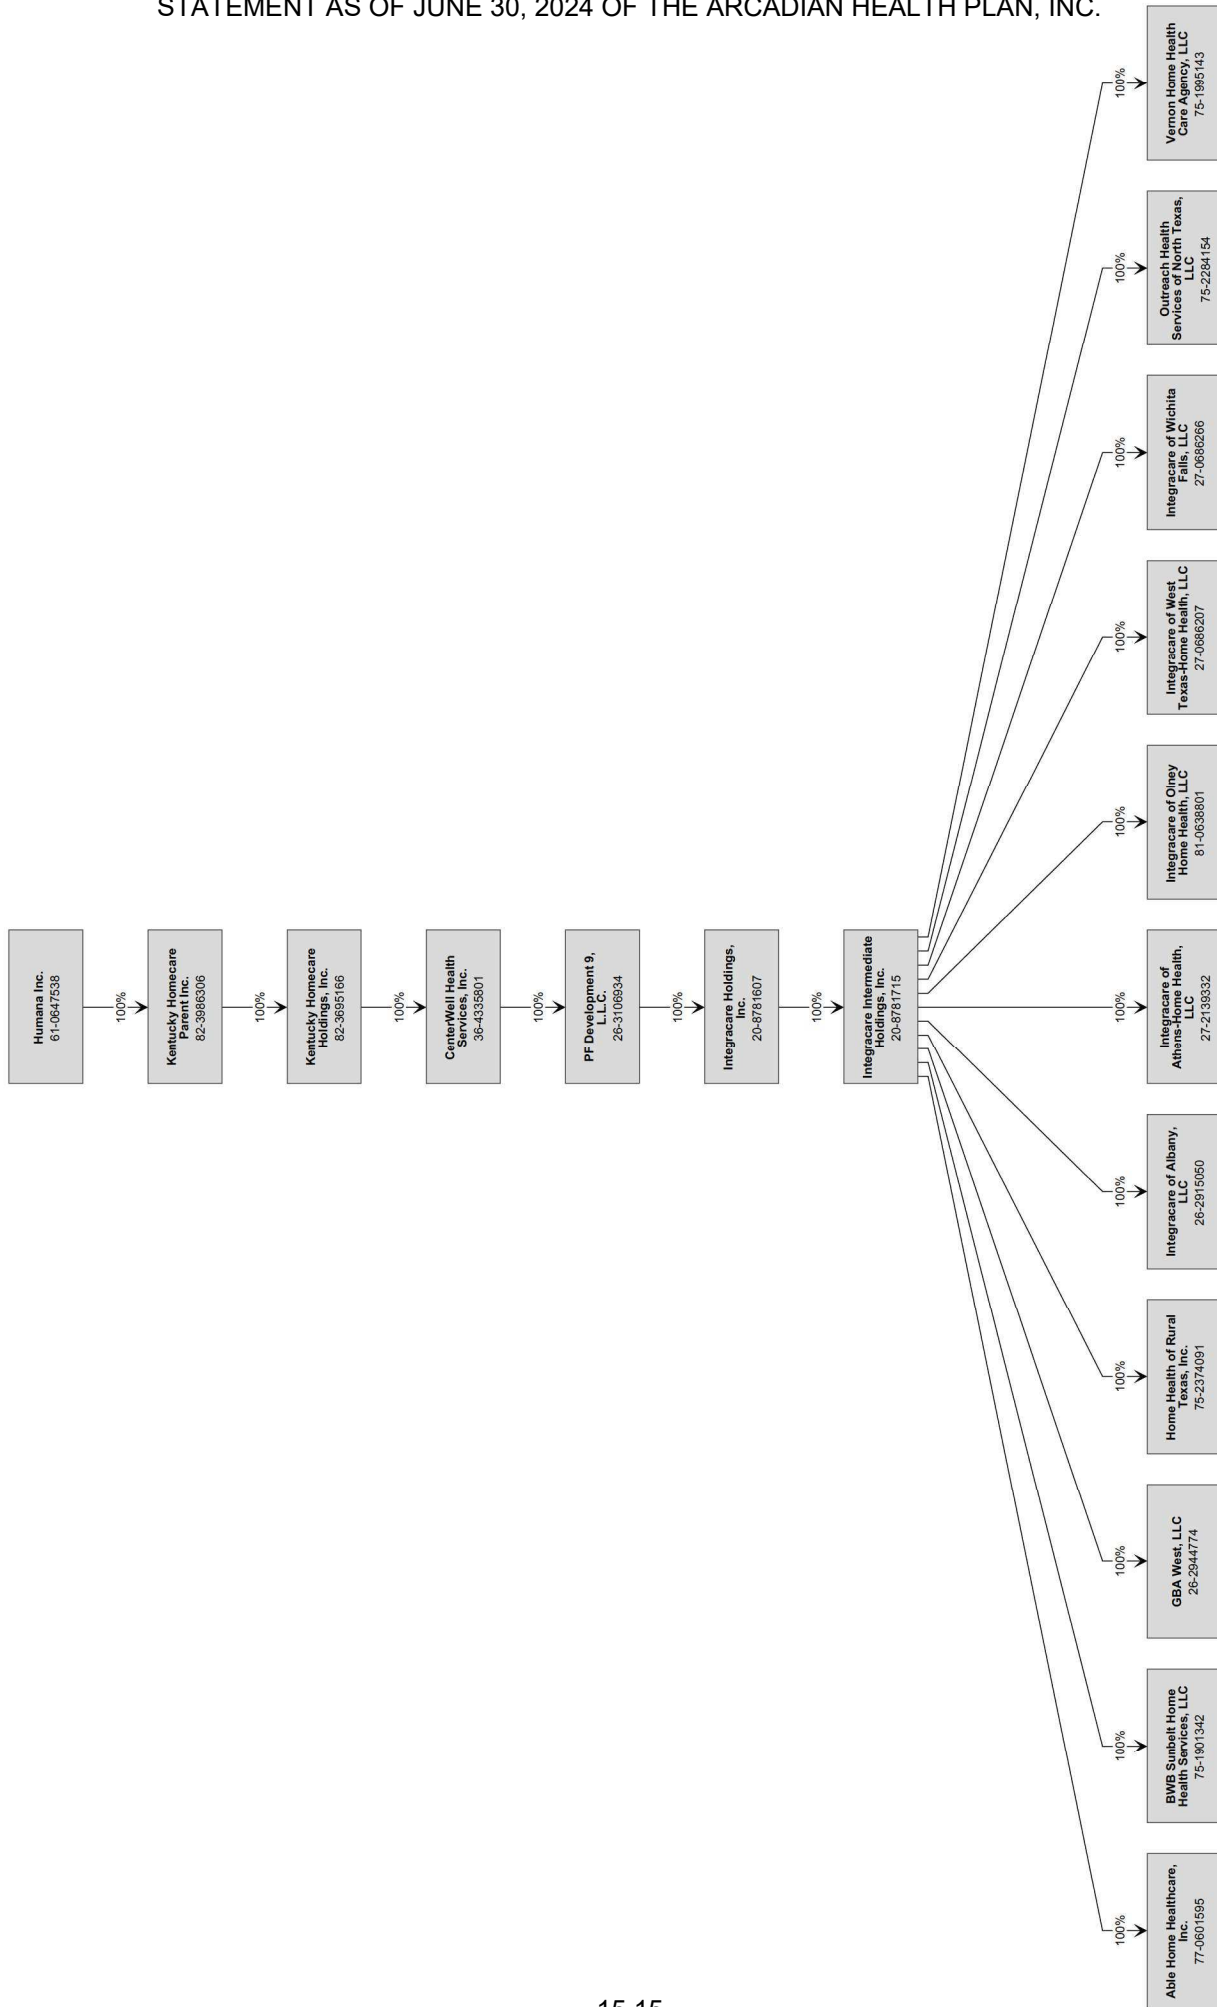 STATEMENT AS OF JUNE 30, 2024 OF THE ARCADIAN HEALTH PLAN, INC.
Humana Inc.
61-0647538
100%
Kentucky Homecare
Parent Inc.
82-3986306
100%
Kentucky Homecare
Holdings, Inc.
82-3695166
100%
CenterWell Health
Services, Inc.
36-4335801
100%
PF Development 9,
L.L.C.
26-3106934
100%
Integracare Holdings,
Inc.
20-8781607
100%
Integracare Intermediate
Holdings, Inc.
20-8781715
100%
Able Home Healthcare,
Inc.
77-0601595
100%
BWB Sunbelt Home
Health Services, LLC
75-1901342
100%
GBA West, LLC
26-2944774
100%
Home Health of Rural
Texas, Inc.
75-2374091
100%
Integracare of Albany,
LLC
26-2915050
100%
Integracare of
Athens-Home Health,
LLC
27-2139332
100%
Integracare of Olney
Home Health, LLC
81-0638801
100%
Integracare of West
Texas-Home Health, LLC
27-0686207
100%
Integracare of Wichita
Falls, LLC
27-0686266
100%
Outreach Health
Services of North Texas,
LLC
75-2284154
100%
Vernon Home Health
Care Agency, LLC
75-1995143
15.15